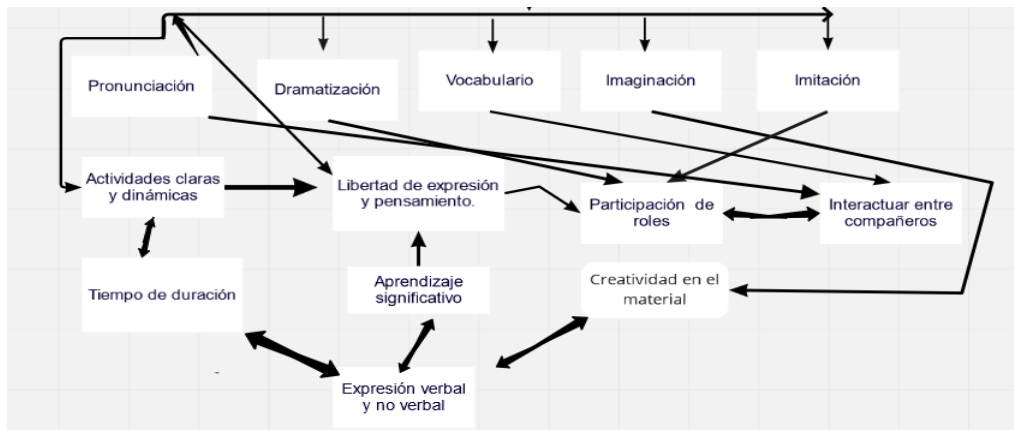 Pronunciación
Dramatización
Vocabulario
Imaginación
Imitación
Actividades claras
y dinámicas
Libertad de expresión
y pensamiento.
Participación de
roles
Interactuar entre
compañeros
Tiempo de duración
Aprendizaje
significativo
Creatividad en el
material
Expresión verbal
y no verbal